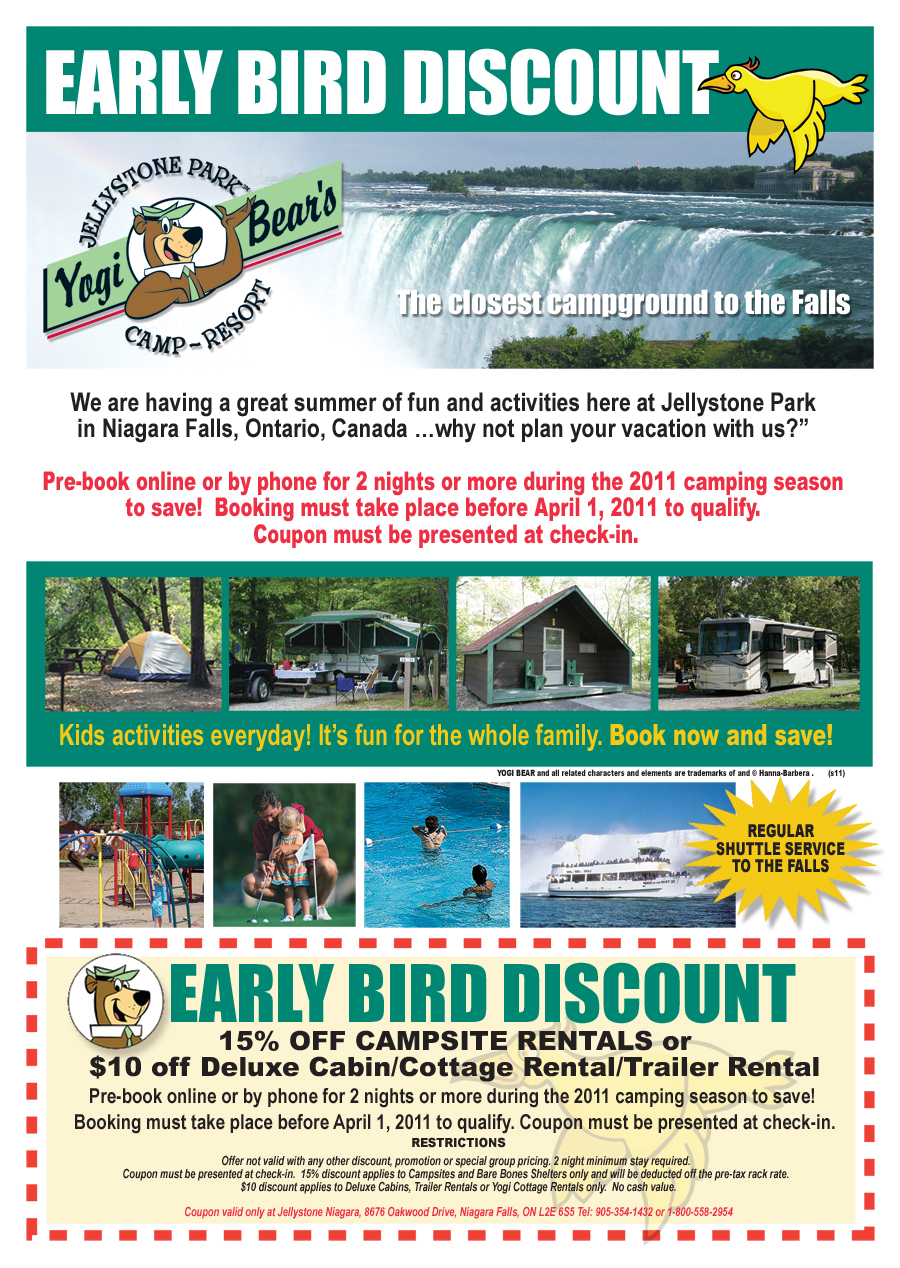 EARLY BIRD DISCOUNT
JELLYSTONE PARK™
Yogi Bear's
CAMP-RESORT
The closest campground to the Falls
We are having a great summer of fun and activities here at Jellystone Park
in Niagara Falls, Ontario, Canada …why not plan your vacation with us?”
Pre-book online or by phone for 2 nights or more during the 2011 camping season
to save!  Booking must take place before April 1, 2011 to qualify.
Coupon must be presented at check-in.
Kids activities everyday! It’s fun for the whole family. Book now and save!
YOGI BEAR and all related characters and elements are trademarks of and © Hanna-Barbera .    (s11)
REGULAR
SHUTTLE SERVICE
TO THE FALLS
EARLY BIRD DISCOUNT
15% OFF CAMPSITE RENTALS or
$10 off Deluxe Cabin/Cottage Rental/Trailer Rental
Pre-book online or by phone for 2 nights or more during the 2011 camping season to save!
Booking must take place before April 1, 2011 to qualify. Coupon must be presented at check-in.
RESTRICTIONS
Offer not valid with any other discount, promotion or special group pricing. 2 night minimum stay required.
Coupon must be presented at check-in.  15% discount applies to Campsites and Bare Bones Shelters only and will be deducted off the pre-tax rack rate.
$10 discount applies to Deluxe Cabins, Trailer Rentals or Yogi Cottage Rentals only.  No cash value.
Coupon valid only at Jellystone Niagara, 8676 Oakwood Drive, Niagara Falls, ON L2E 6S5 Tel: 905-354-1432 or 1-800-558-2954